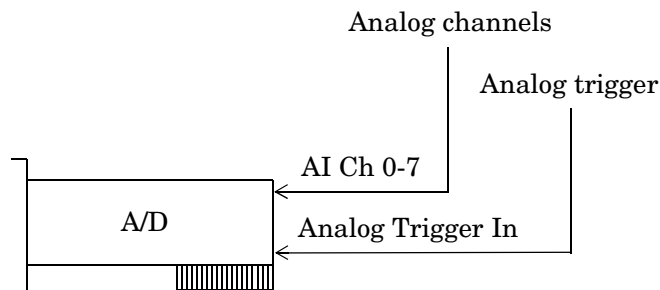 Analog channels
Analog trigger
AI Ch 0-7
A/D
Analog Trigger In